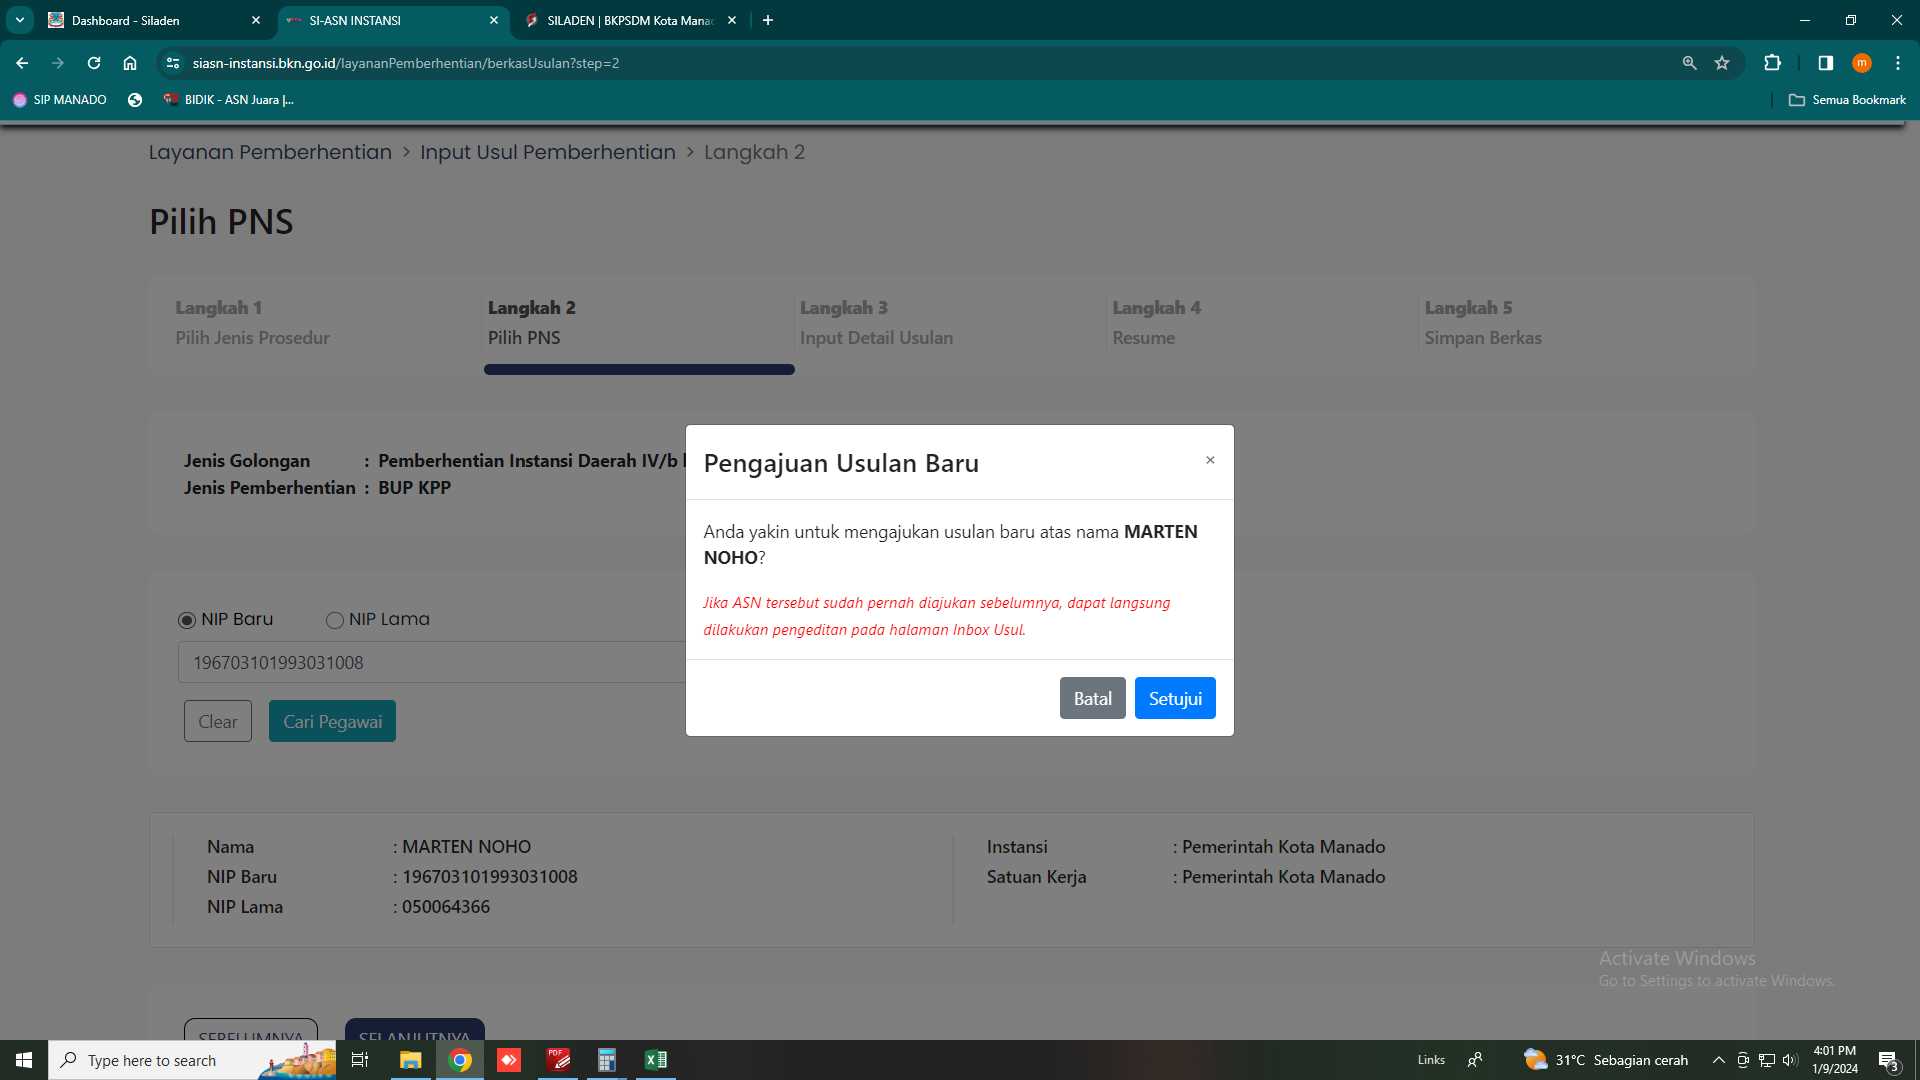 Dashboard - Siladen
SI-ASN INSTANSI
SILADEN | BKPSDM Kota Mana
siasn-instansi.bkn.go.id/layananPemberhentian/berkasUsulan?step=2
m
SIP MANADO
BIDIK - ASN Juara |...
Semua Bookmark
Layanan Pemberhentian > Input Usul Pemberhentian > Langkah 2
Pilih PNS
Langkah 1
Pilih Jenis Prosedur
Langkah 2
Pilih PNS
Langkah 3
Input Detail Usulan
Langkah 4
Resume
Langkah 5
Simpan Berkas
Jenis Golongan : Pemberhentian Instansi Daerah IV/b
Jenis Pemberhentian : BUP KPP
Pengajuan Usulan Baru
×
Anda yakin untuk mengajukan usulan baru atas nama MARTEN
NOHO?
Jika ASN tersebut sudah pernah diajukan sebelumnya, dapat langsung
dilakukan pengeditan pada halaman Inbox Usul.
Batal
Setujui
NIP Baru
NIP Lama
196703101993031008
Clear
Cari Pegawai
Nama : MARTEN NOHO
NIP Baru : 196703101993031008
NIP Lama : 050064366
Instansi : Pemerintah Kota Manado
Satuan Kerja : Pemerintah Kota Manado
Activate Windows
Go to Settings to activate Windows.
SEBELUMNYA
SELANJUTNYA
Type here to search
PDF
Links
31°C Sebagian cerah
4:01 PM
1/9/2024
3